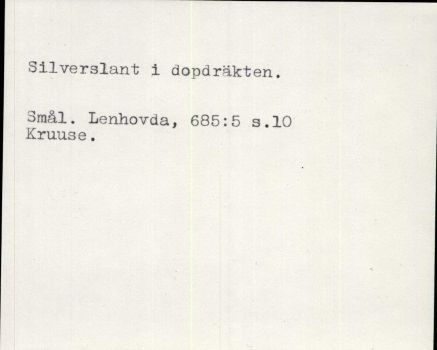 Silverslant i dopdräkten.
Smål. Lenhovda, 685:5 s.10
Kruuse.